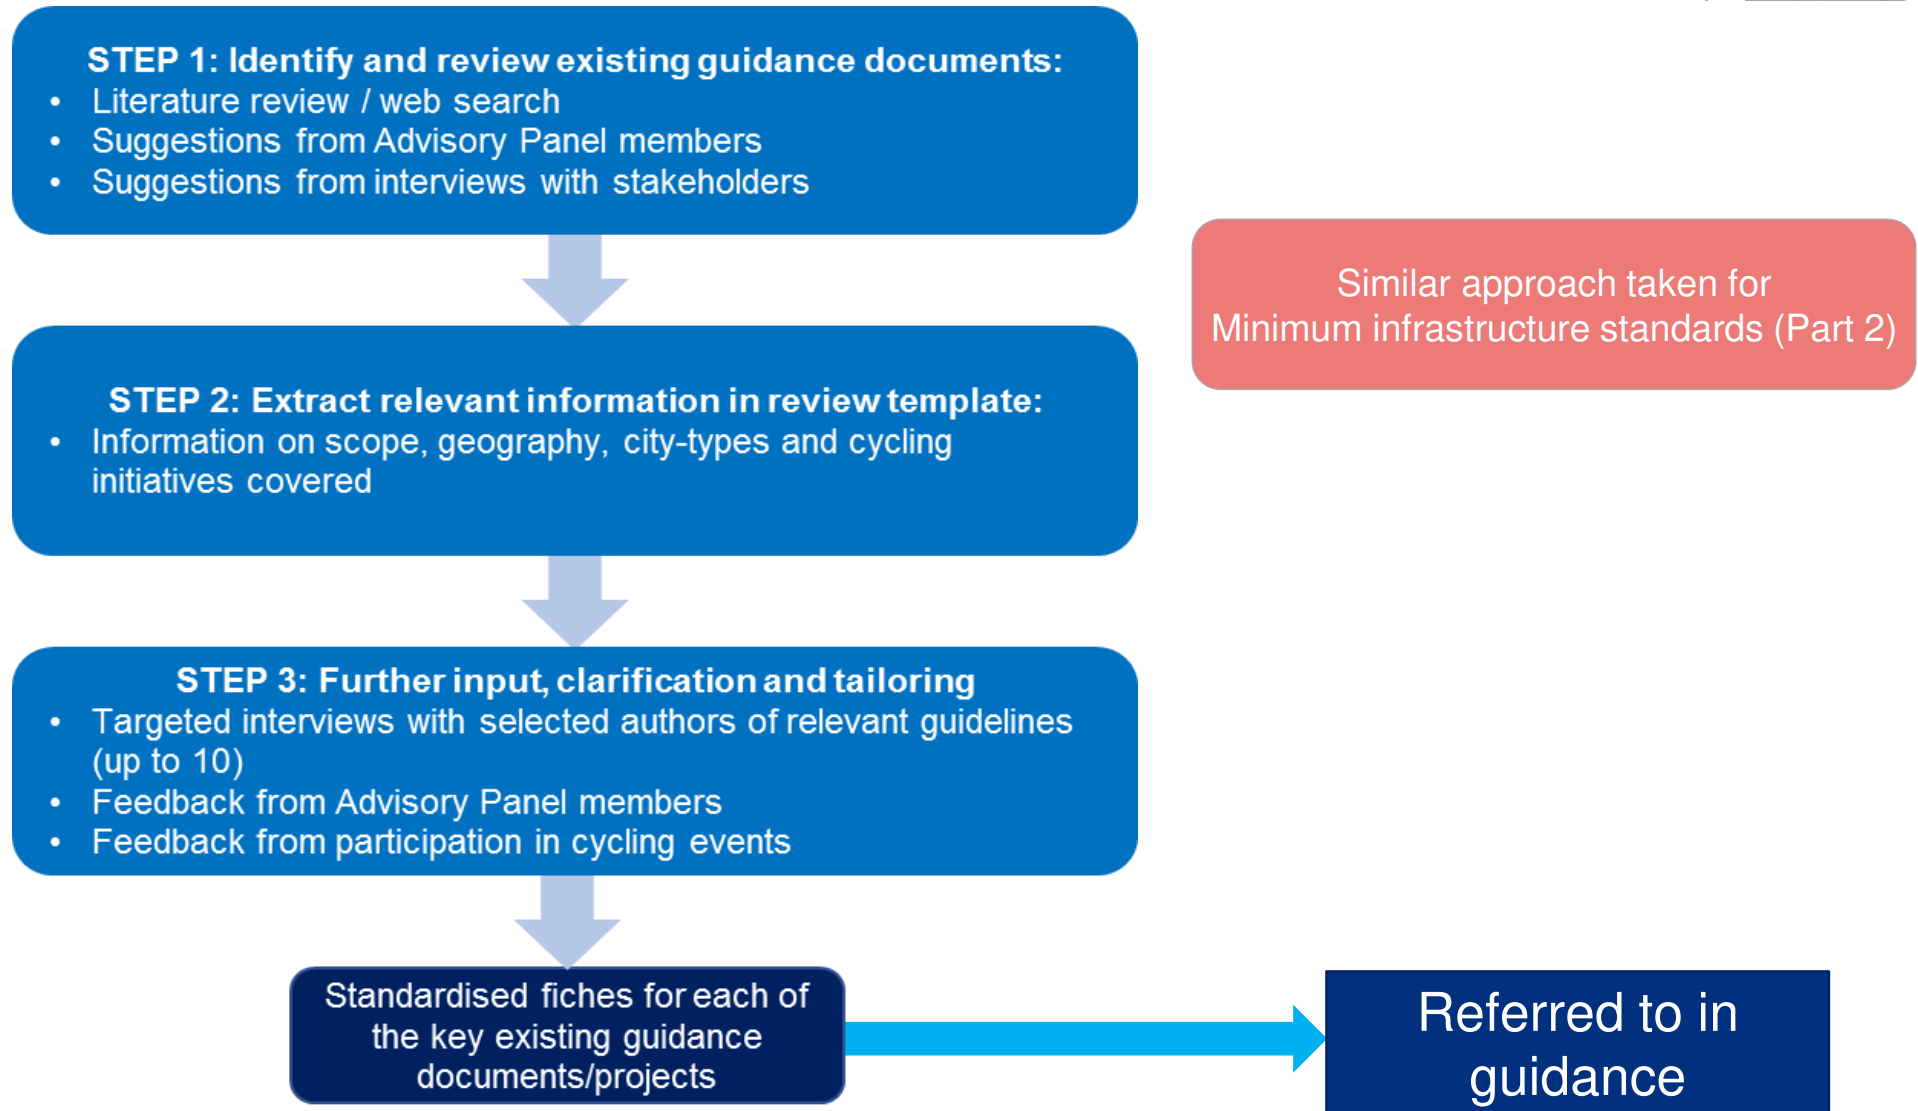 STEP 1: Identify and review existing guidance documents:
• Literature review / web search
• Suggestions from Advisory Panel members
• Suggestions from interviews with stakeholders
Similar approach taken for
Minimum infrastructure standards (Part 2)
STEP 2: Extract relevant information in review template:
• Information on scope, geography, city-types and cycling
initiatives covered
STEP 3: Further input, clarification and tailoring
• Targeted interviews with selected authors of relevant guidelines
(up to 10)
• Feedback from Advisory Panel members
• Feedback from participation in cycling events
Standardised fiches for each of
the key existing guidance
documents/projects
Referred to in
guidance